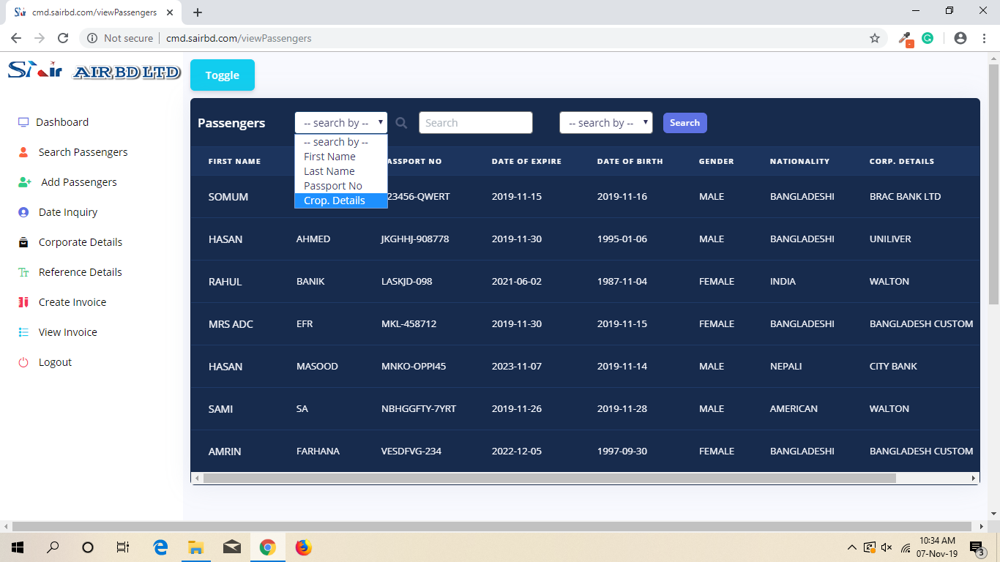 cmd.sairbd.com/viewPassengers
Not secure cmd.sairbd.com/viewPassengers
AIR BD LTD
Toggle
Dashboard
Search Passengers
Add Passengers
Date Inquiry
Corporate Details
Reference Details
Create Invoice
View Invoice
Logout
Passengers -- search by -- Search -- search by -- Search
-- search by --
First Name
Last Name
Passport No
Crop. Details
FIRST NAME PASSPORT NO DATE OF EXPIRE DATE OF BIRTH GENDER NATIONALITY CORP. DETAILS
SOMUM 23456-QWERT 2019-11-15 2019-11-16 MALE BANGLADESHI BRAC BANK LTD
HASAN AHMED JKGHHJ-908778 2019-11-30 1995-01-06 MALE BANGLADESHI UNILIVER
RAHUL BANIK LASKJD-098 2021-06-02 1987-11-04 FEMALE INDIA WALTON
MRS ADC EFR MKL-458712 2019-11-30 2019-11-15 FEMALE BANGLADESHI BANGLADESH CUSTOM
HASAN MASOOD MNKO-OPPI45 2023-11-07 2019-11-14 MALE NEPALI CITY BANK
SAMI SA NBHGGFTY-7YRT 2019-11-26 2019-11-28 MALE AMERICAN WALTON
AMRIN FARHANA VESDFVG-234 2022-12-05 1997-09-30 FEMALE BANGLADESHI BANGLADESH CUSTOM
10:34 AM
07-Nov-19
3